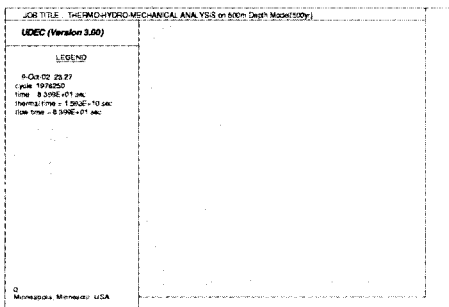 JOB TITLE : THERMO-HYDRO-MECHANICAL ANALYSIS on 500m Depth Model(500yr)
UDEC (Version 3.00)
LEGEND
9-Oct-02 23:27
cycle 1976250
time 8.399E+01 sec
thermal time = 1.593E+10 sec
flow time = 8.399E+01 sec
Minneapolis, Minnesota USA